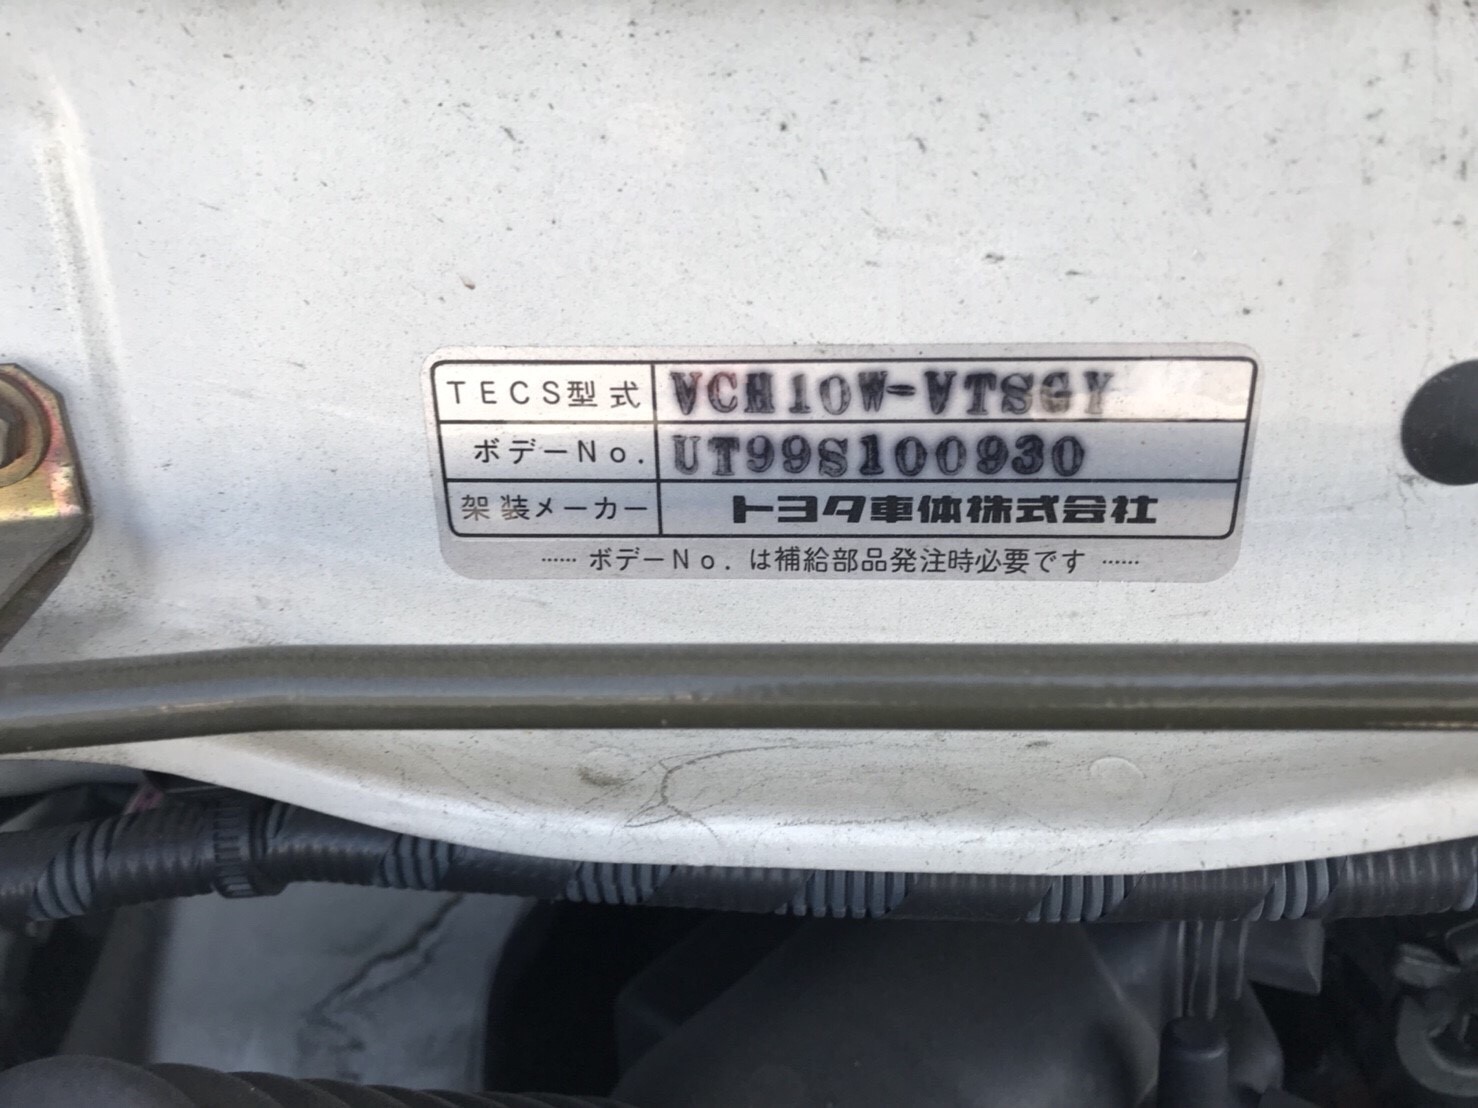 TECS型式 VCH10W-VTSGY
ボデーNo. UT99S100930
架装メーカー トヨタ車体株式会社
…… ボデーNo. は補給部品発注時必要です ……